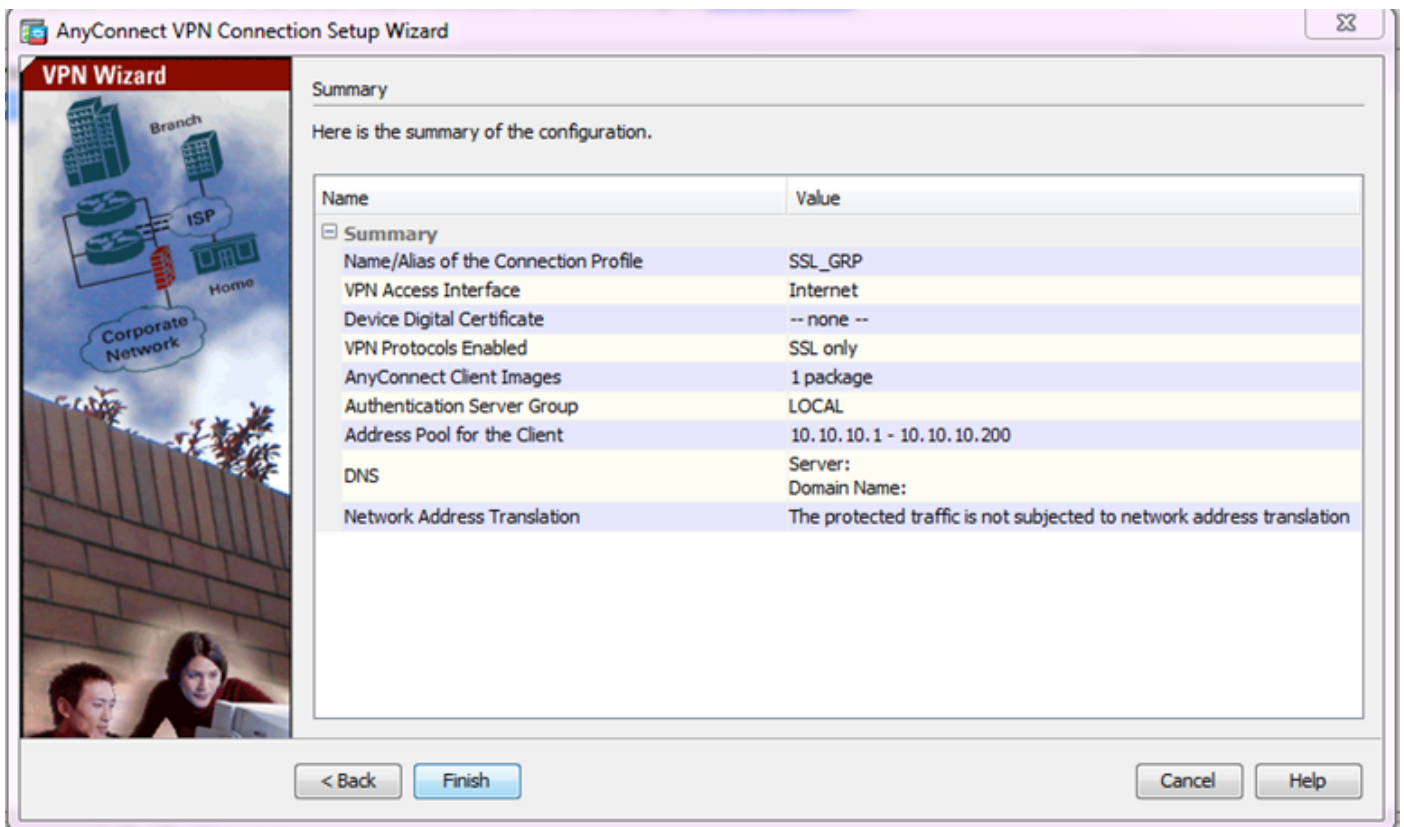 AnyConnect VPN Connection Setup Wizard
VPN Wizard
Branch
ISP
Home
Corporate
Network
Summary
Here is the summary of the configuration.
Name Value
Summary
Name/Alias of the Connection Profile SSL_GRP
VPN Access Interface Internet
Device Digital Certificate -- none --
VPN Protocols Enabled SSL only
AnyConnect Client Images 1 package
Authentication Server Group LOCAL
Address Pool for the Client 10.10.10.1 - 10.10.10.200
DNS Server:
Domain Name:
Network Address Translation The protected traffic is not subjected to network address translation
< Back Finish Cancel Help